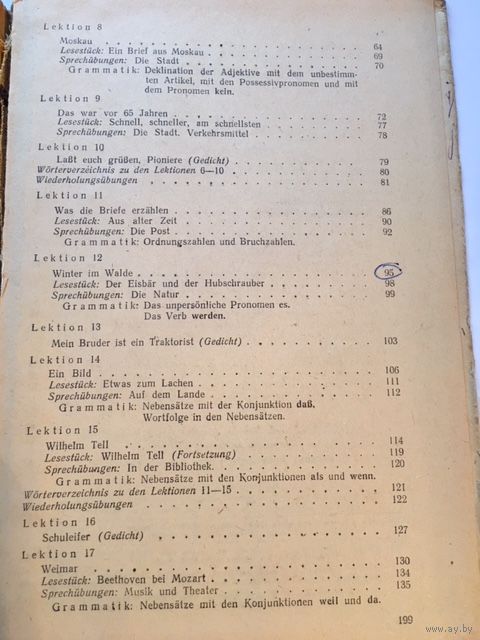 Lektion 8
Moskau . . . . . . . . . . . . . . . . 64
Lesestück: Ein Brief aus Moskau . . . . . . . . . . 69
Sprechübungen: Die Stadt . . . . . . . . . . . . 70
Grammatik: Deklination der Adjektive mit dem unbestimm-
ten Artikel, mit den Possessivpronomen und mit
dem Pronomen kein.
Lektion 9
Das war vor 65 Jahren . . . . . . . . . . . . . 72
Lesestück: Schnell, schneller, am schnellsten . . . . . . . 77
Sprechübungen: Die Stadt. Verkehrsmittel . . . . . . . . 78
Lektion 10
Laßt euch grüßen, Pioniere (Gedicht) . . . . . . . . . 79
Wörterverzeichnis zu den Lektionen 6—10 . . . . . . . . 80
Wiederholungsübungen . . . . . . . . . . . . . 81
Lektion 11
Was die Briefe erzählen . . . . . . . . . . . . . 86
Lesestück: Aus alter Zeit . . . . . . . . . . . . 90
Sprechübungen: Die Post . . . . . . . . . . . . 92
Grammatik: Ordnungszahlen und Bruchzahlen.
Lektion 12
Winter im Walde . . . . . . . . . . . . . . 95
Lesestück: Der Eisbär und der Hubschrauber . . . . . . . 98
Sprechübungen: Die Natur . . . . . . . . . . . . 99
Grammatik: Das unpersönliche Pronomen es.
Das Verb werden.
Lektion 13
Mein Bruder ist ein Traktorist (Gedicht) . . . . . . . . 103
Lektion 14
Ein Bild . . . . . . . . . . . . . . . . 106
Lesestück: Etwas zum Lachen . . . . . . . . . . . 111
Sprechübungen: Auf dem Lande . . . . . . . . . . 112
Grammatik: Nebensätze mit der Konjunktion daß.
Wortfolge in den Nebensätzen.
Lektion 15
Wilhelm Tell . . . . . . . . . . . . . . . 114
Lesestück: Wilhelm Tell (Fortsetzung) . . . . . . . . . 119
Sprechübungen: In der Bibliothek. . . . . . . . . . . 120
Grammatik: Nebensätze mit den Konjunktionen als und wenn.
Wörterverzeichnis zu den Lektionen 11—15 . . . . . . . . 121
Wiederholungsübungen . . . . . . . . . . . . . 122
Lektion 16
Schuleifer (Gedicht) . . . . . . . . . . . . . 127
Lektion 17
Weimar . . . . . . . . . . . . . . . . 130
Lesestück: Beethoven bei Mozart . . . . . . . . . . 134
Sprechübungen: Musik und Theater . . . . . . . . . 135
Grammatik: Nebensätze mit den Konjunktionen weil und da.
199
www.ay.by
ay.by